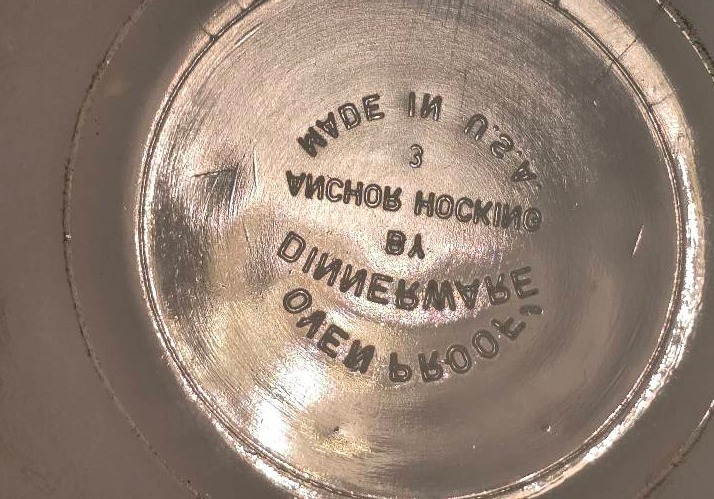 OVEN PROOF,
DINNERWARE
BY
ANCHOR HOCKING
3
MADE IN U.S.A.